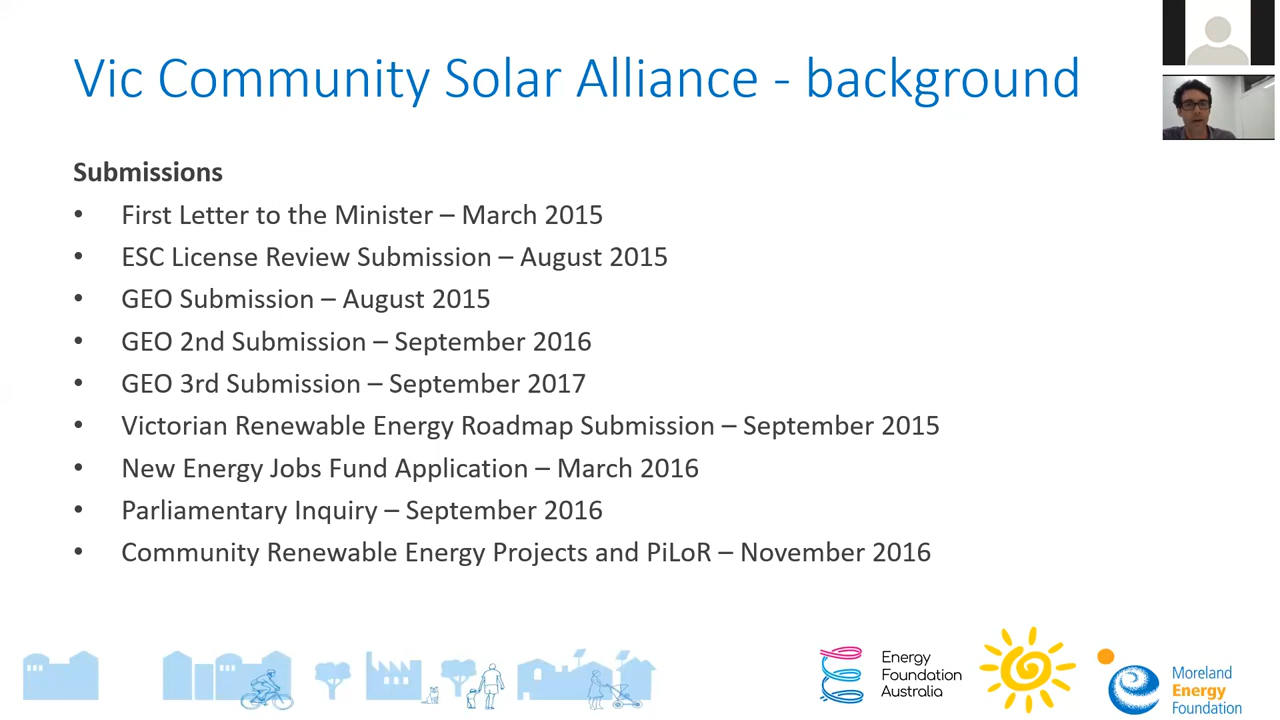 Vic Community Solar Alliance - background
Submissions
• First Letter to the Minister – March 2015
• ESC License Review Submission – August 2015
• GEO Submission – August 2015
• GEO 2nd Submission – September 2016
• GEO 3rd Submission – September 2017
• Victorian Renewable Energy Roadmap Submission – September 2015
• New Energy Jobs Fund Application – March 2016
• Parliamentary Inquiry – September 2016
• Community Renewable Energy Projects and PiLoR – November 2016
Energy
Foundation
Australia
Moreland
Energy
Foundation